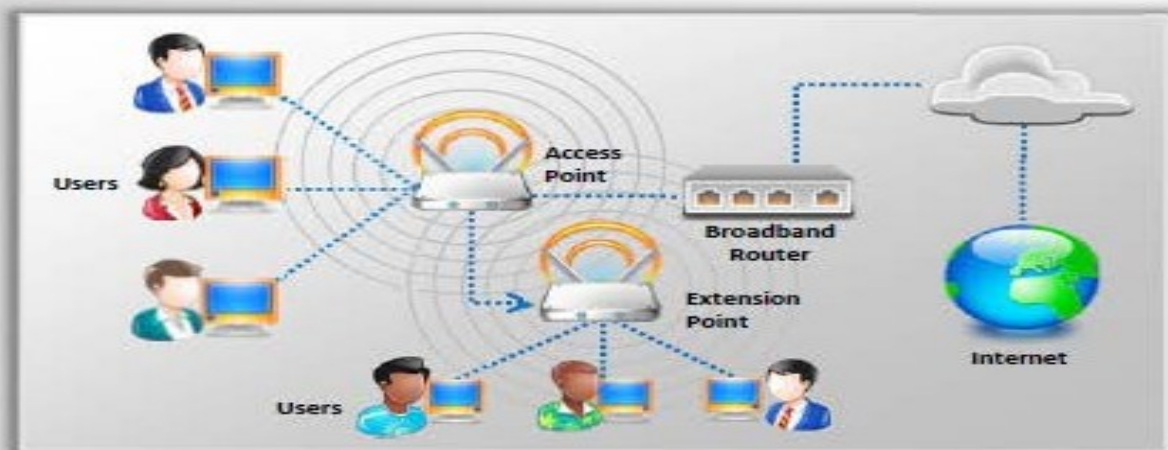 Access
Point
Users
Broadband
Router
Extension
Point
Internet
Users